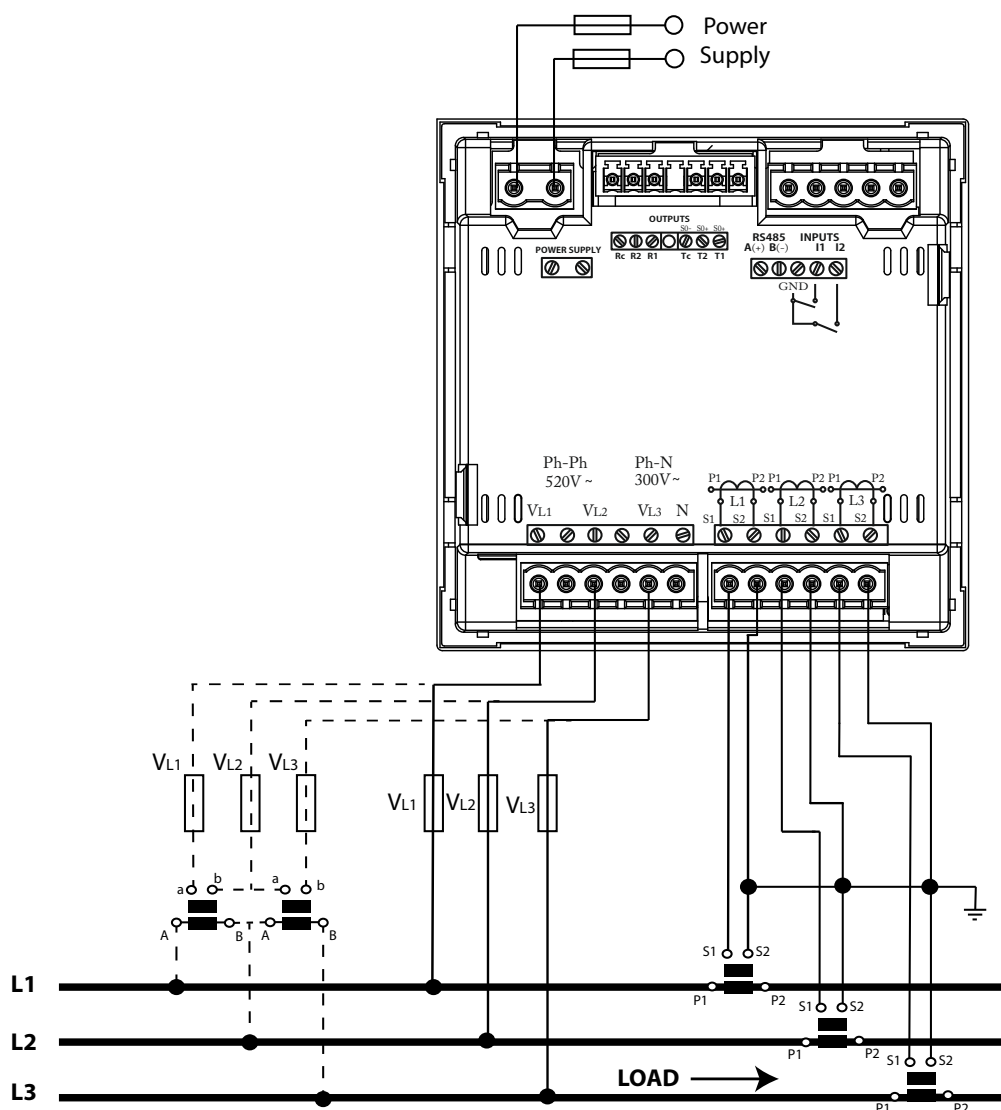 Power
Supply
OUTPUTS
S0- S0+ S0+
POWER SUPPLY
Rc R2 R1 Tc T2 T1
RS485 INPUTS
A(+) B(-) I1 I2
GND
Ph-Ph Ph-N
520V ~ 300V ~
P1 P2 P1 P2 P1 P2
L1 L2 L3
VL1 VL2 VL3 N
S1 S2 S1 S2 S1 S2
VL1 VL2 VL3
VL1 VL2 VL3
a b a b
A B A B
S1 S2
L1
P1 P2
S1 S2
L2
P1 P2
S1 S2
LOAD
L3
P1 P2